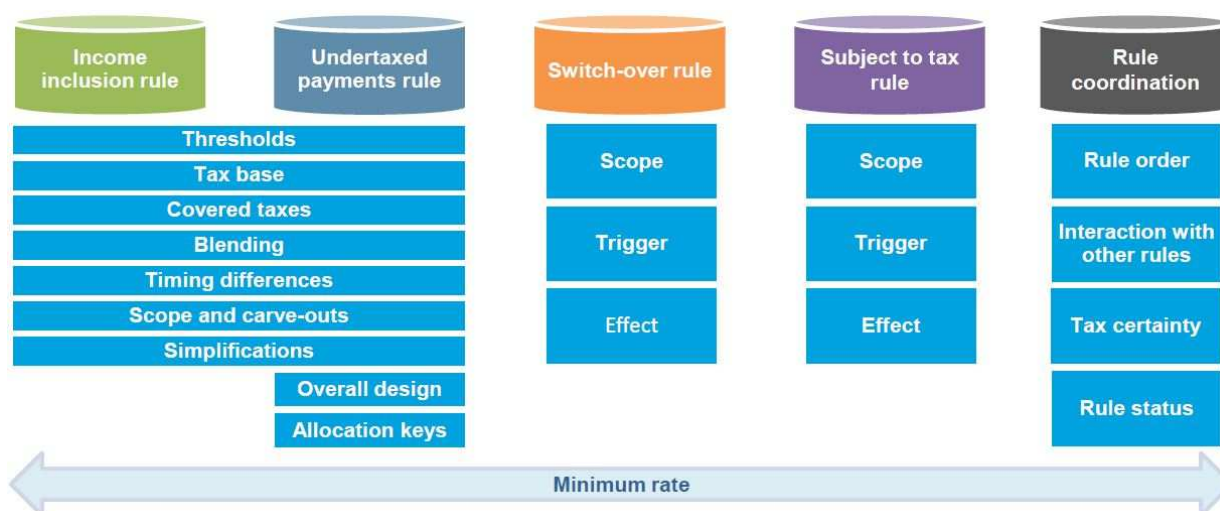 Income
inclusion rule
Undertaxed
payments rule
Switch-over rule
Subject to tax
rule
Rule
coordination
Thresholds
Tax base
Covered taxes
Blending
Timing differences
Scope and carve-outs
Simplifications
Overall design
Allocation keys
Scope
Trigger
Effect
Scope
Trigger
Effect
Rule order
Interaction with
other rules
Tax certainty
Rule status
Minimum rate